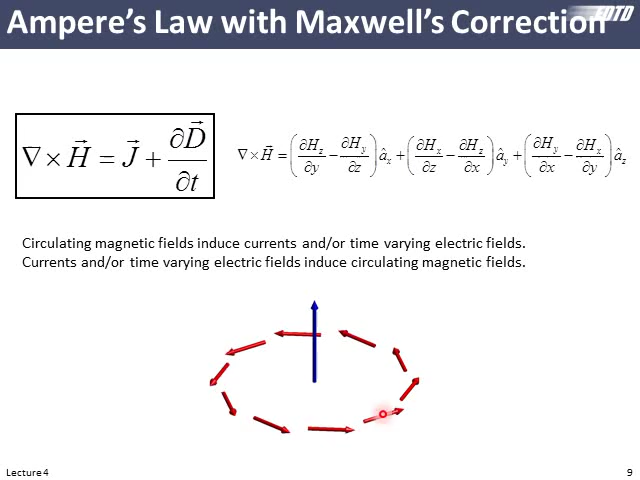 Ampere's Law with Maxwell's Correction
FDTD
∇ × H⃗ = J⃗ + ∂D⃗/∂t
∇ × H⃗ = (∂H_z/∂y − ∂H_y/∂z) â_x + (∂H_x/∂z − ∂H_z/∂x) â_y + (∂H_y/∂x − ∂H_x/∂y) â_z
Circulating magnetic fields induce currents and/or time varying electric fields.
Currents and/or time varying electric fields induce circulating magnetic fields.
Lecture 4
9